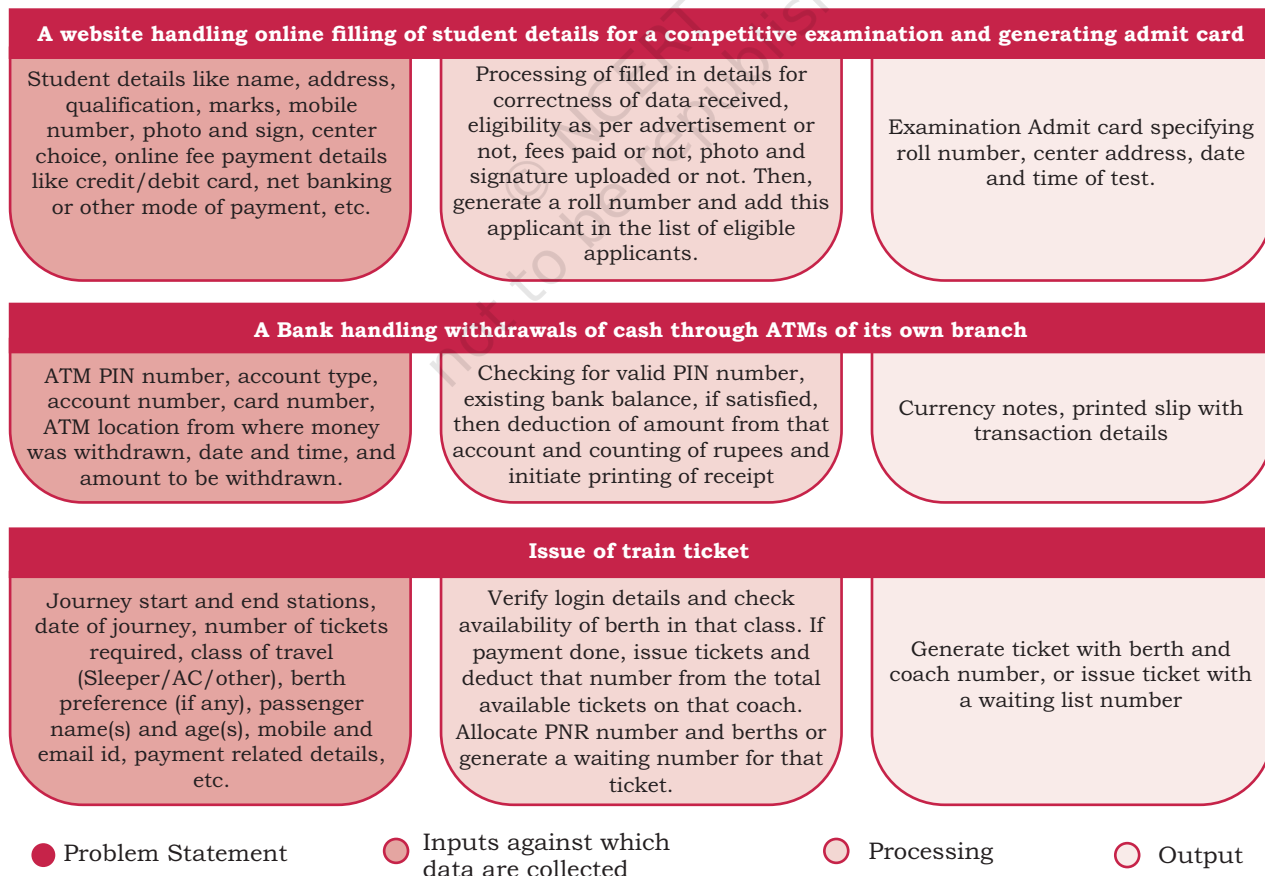 A website handling online filling of student details for a competitive examination and generating admit card
Student details like name, address,
qualification, marks, mobile
number, photo and sign, center
choice, online fee payment details
like credit/debit card, net banking
or other mode of payment, etc.
Processing of filled in details for
correctness of data received,
eligibility as per advertisement or
not, fees paid or not, photo and
signature uploaded or not. Then,
generate a roll number and add this
applicant in the list of eligible
applicants.
Examination Admit card specifying
roll number, center address, date
and time of test.
A Bank handling withdrawals of cash through ATMs of its own branch
ATM PIN number, account type,
account number, card number,
ATM location from where money
was withdrawn, date and time, and
amount to be withdrawn.
Checking for valid PIN number,
existing bank balance, if satisfied,
then deduction of amount from that
account and counting of rupees and
initiate printing of receipt
Currency notes, printed slip with
transaction details
Issue of train ticket
Journey start and end stations,
date of journey, number of tickets
required, class of travel
(Sleeper/AC/other), berth
preference (if any), passenger
name(s) and age(s), mobile and
email id, payment related details,
etc.
Verify login details and check
availability of berth in that class. If
payment done, issue tickets and
deduct that number from the total
available tickets on that coach.
Allocate PNR number and berths or
generate a waiting number for that
ticket.
Generate ticket with berth and
coach number, or issue ticket with
a waiting list number
Problem Statement
Inputs against which
data are collected
Processing
Output
© NCERT
not to be